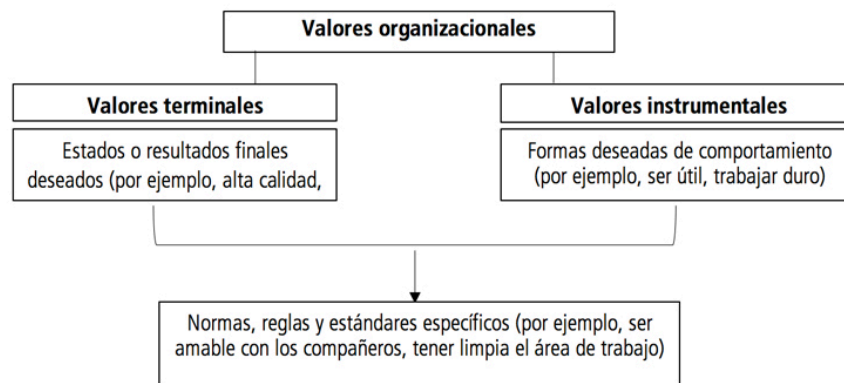 Valores organizacionales
Valores terminales
Estados o resultados finales
deseados (por ejemplo, alta calidad,
Valores instrumentales
Formas deseadas de comportamiento
(por ejemplo, ser útil, trabajar duro)
Normas, reglas y estándares específicos (por ejemplo, ser
amable con los compañeros, tener limpia el área de trabajo)